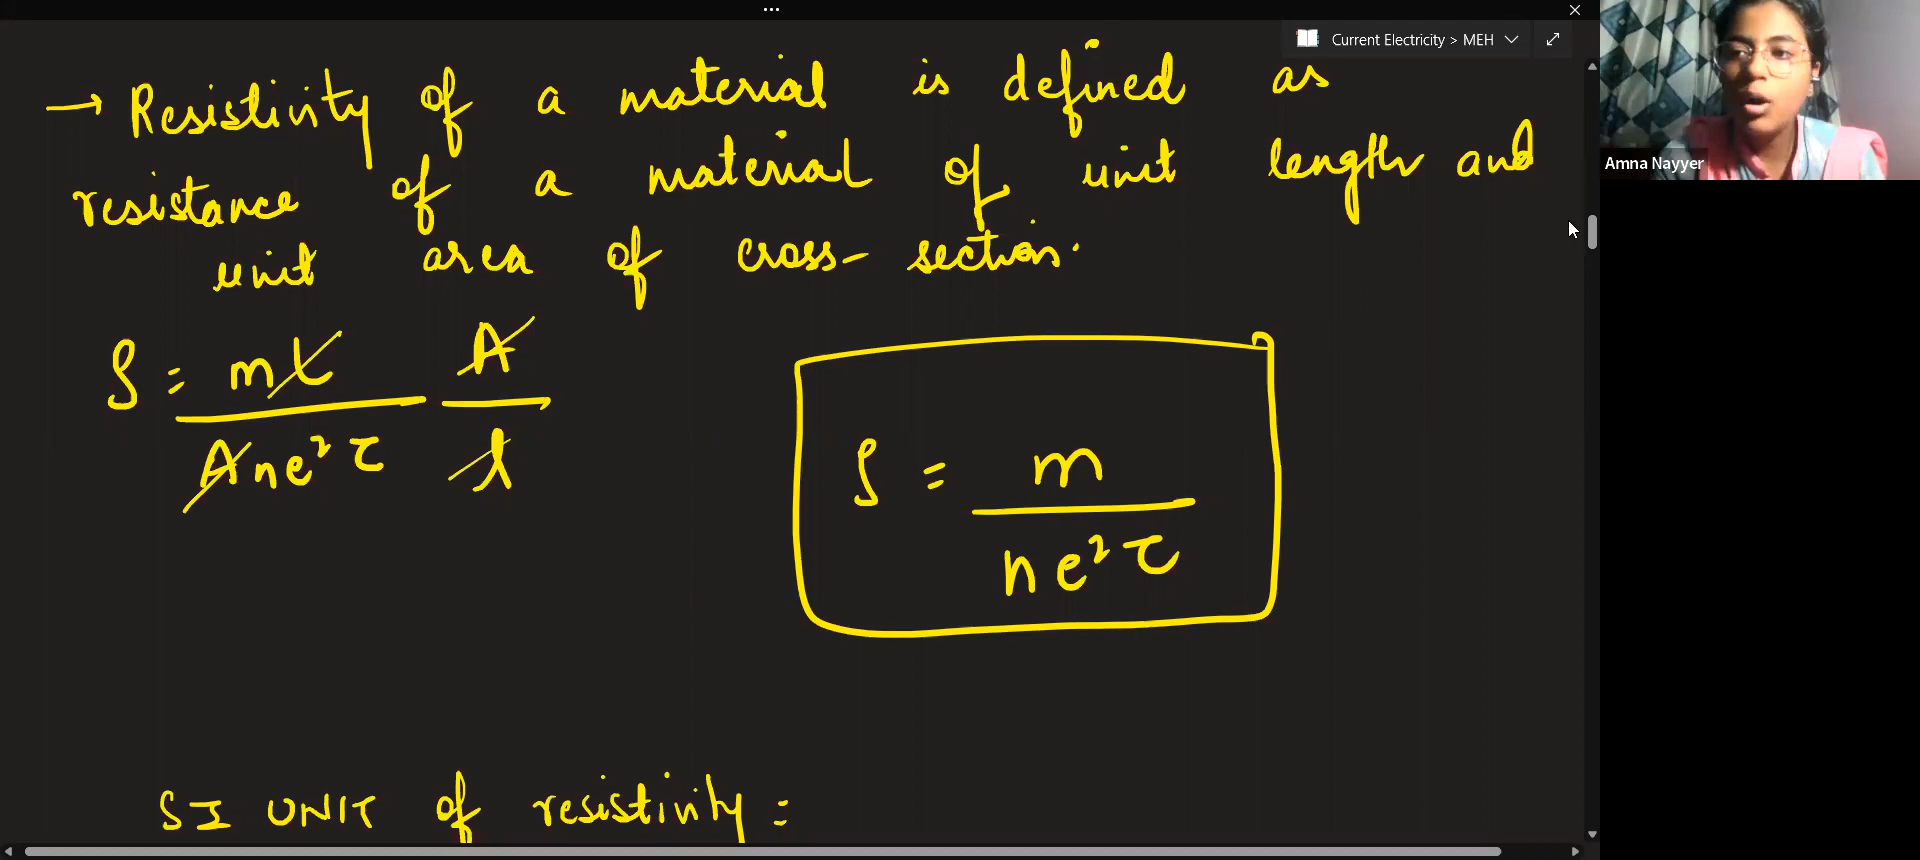 Current Electricity > MEH
→ Resistivity of a material is defined as
resistance of a material of unit length and
unit area of cross-section.
Amna Nayyer
ρ = ml/Ane²τ A/l
ρ = m/ne²τ
SI UNIT of resistivity =